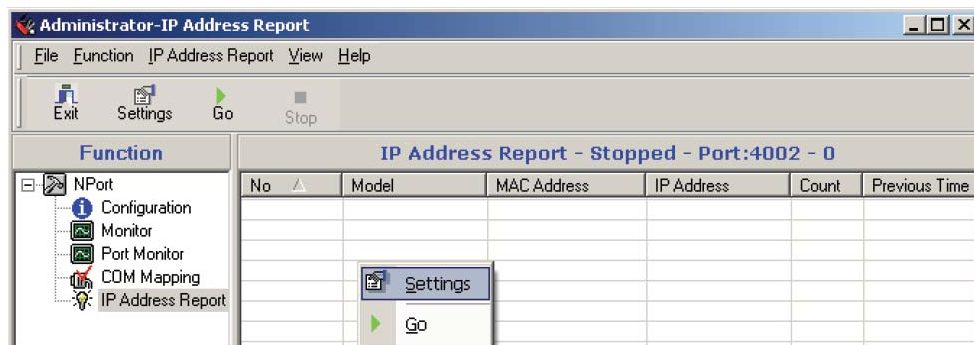 Administrator-IP Address Report
File Function IP Address Report View Help
Exit Settings Go Stop
Function
IP Address Report - Stopped - Port:4002 - 0
No Model MAC Address IP Address Count Previous Time
NPort
Configuration
Monitor
Port Monitor
COM Mapping
IP Address Report
Settings
Go